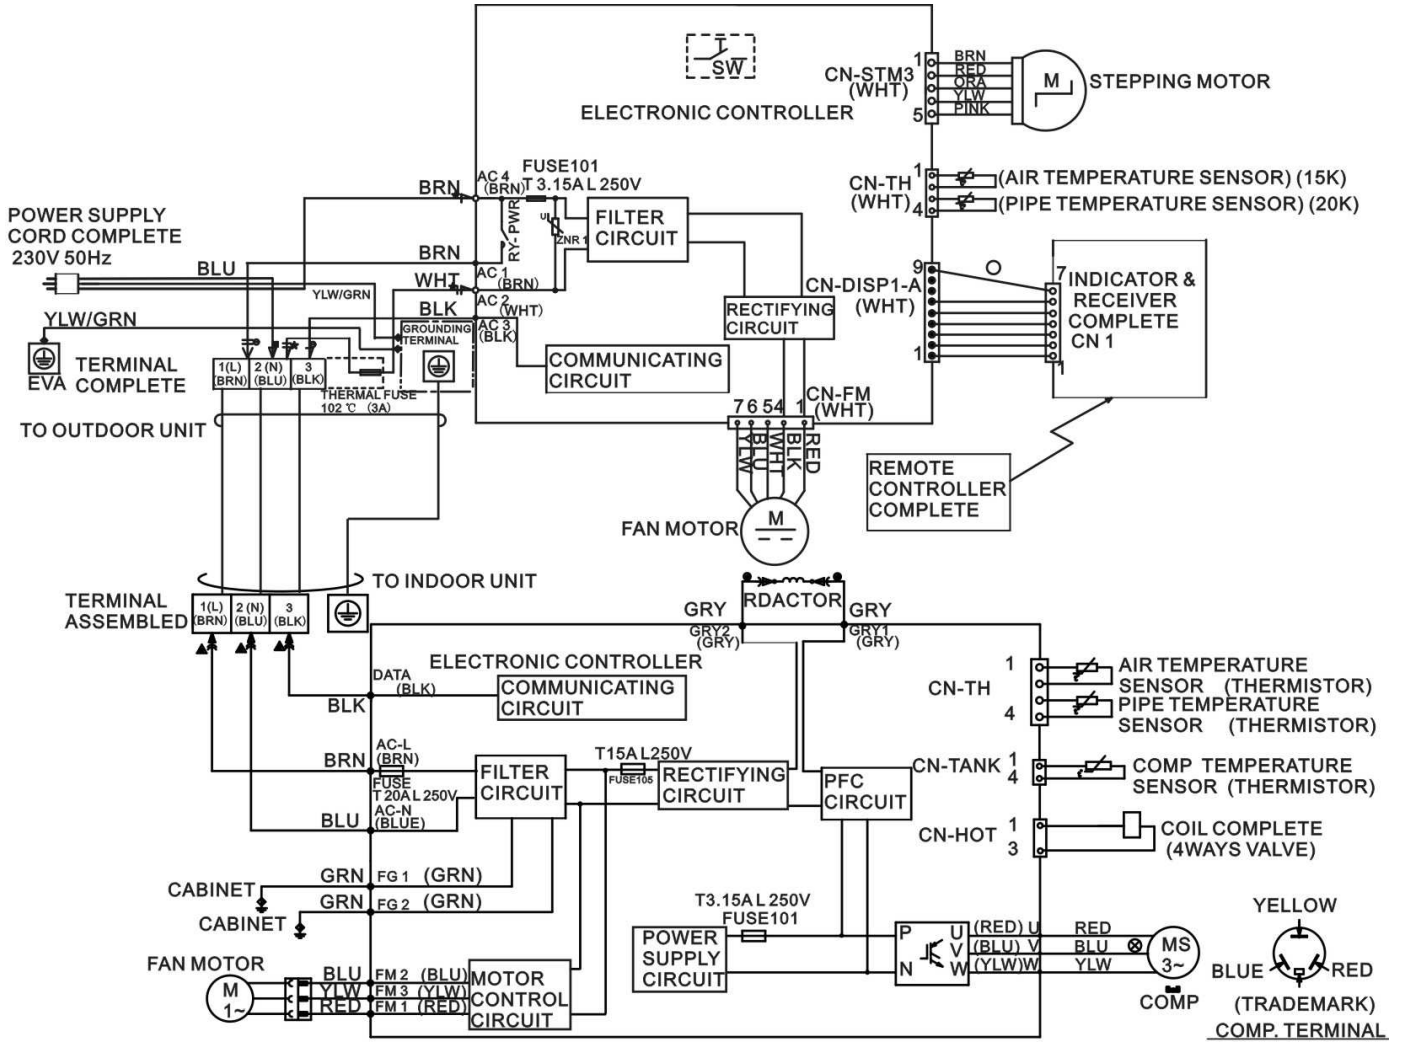 SW
ELECTRONIC CONTROLLER
CN-STM3
(WHT)
1
5
BRN
RED
ORA
YLW
PINK
M
STEPPING MOTOR
CN-TH
(WHT)
1
4
(AIR TEMPERATURE SENSOR) (15K)
(PIPE TEMPERATURE SENSOR) (20K)
POWER SUPPLY
CORD COMPLETE
230V 50Hz
BRN
AC 4
(BRN)
FUSE101
T 3.15A L 250V
RY- PWR
U
ZNR 1
FILTER
CIRCUIT
BRN
BLU
WHT
AC 1
(BRN)
YLW/GRN
BLK
AC 2
(WHT)
AC 3
(BLK)
YLW/GRN
EVA
TERMINAL
COMPLETE
1(L)
(BRN)
2 (N)
(BLU)
3
(BLK)
GROUNDING
TERMINAL
THERMAL FUSE
102 ℃ (3A)
RECTIFYING
CIRCUIT
COMMUNICATING
CIRCUIT
CN-DISP1-A
(WHT)
9
1
7
1
INDICATOR &
RECEIVER
COMPLETE
CN 1
CN-FM
(WHT)
7 6 5 4 1
YLW
BLU
WHT
BLK
RED
REMOTE
CONTROLLER
COMPLETE
FAN MOTOR
M
TO OUTDOOR UNIT
TO INDOOR UNIT
TERMINAL
ASSEMBLED
1(L)
(BRN)
2 (N)
(BLU)
3
(BLK)
RDACTOR
GRY
GRY
GRY2
(GRY)
GRY1
(GRY)
ELECTRONIC CONTROLLER
DATA
(BLK)
BLK
COMMUNICATING
CIRCUIT
CN-TH
1
4
AIR TEMPERATURE
SENSOR (THERMISTOR)
PIPE TEMPERATURE
SENSOR (THERMISTOR)
BRN
AC-L
(BRN)
FUSE
T 20A L 250V
AC-N
(BLUE)
BLU
FILTER
CIRCUIT
T15A L250V
FUSE105
RECTIFYING
CIRCUIT
PFC
CIRCUIT
CN-TANK
1
4
COMP TEMPERATURE
SENSOR (THERMISTOR)
CN-HOT
1
3
COIL COMPLETE
(4WAYS VALVE)
CABINET
GRN FG 1 (GRN)
CABINET
GRN FG 2 (GRN)
T3.15A L 250V
FUSE101
POWER
SUPPLY
CIRCUIT
P
N
U
V
W
(RED) U
(BLU) V
(YLW)W
RED
BLU
YLW
MS
3~
COMP
YELLOW
BLUE
RED
(TRADEMARK)
COMP. TERMINAL
FAN MOTOR
M
1~
BLU FM 2 (BLU)
YLW FM 3 (YLW)
RED FM 1 (RED)
MOTOR
CONTROL
CIRCUIT